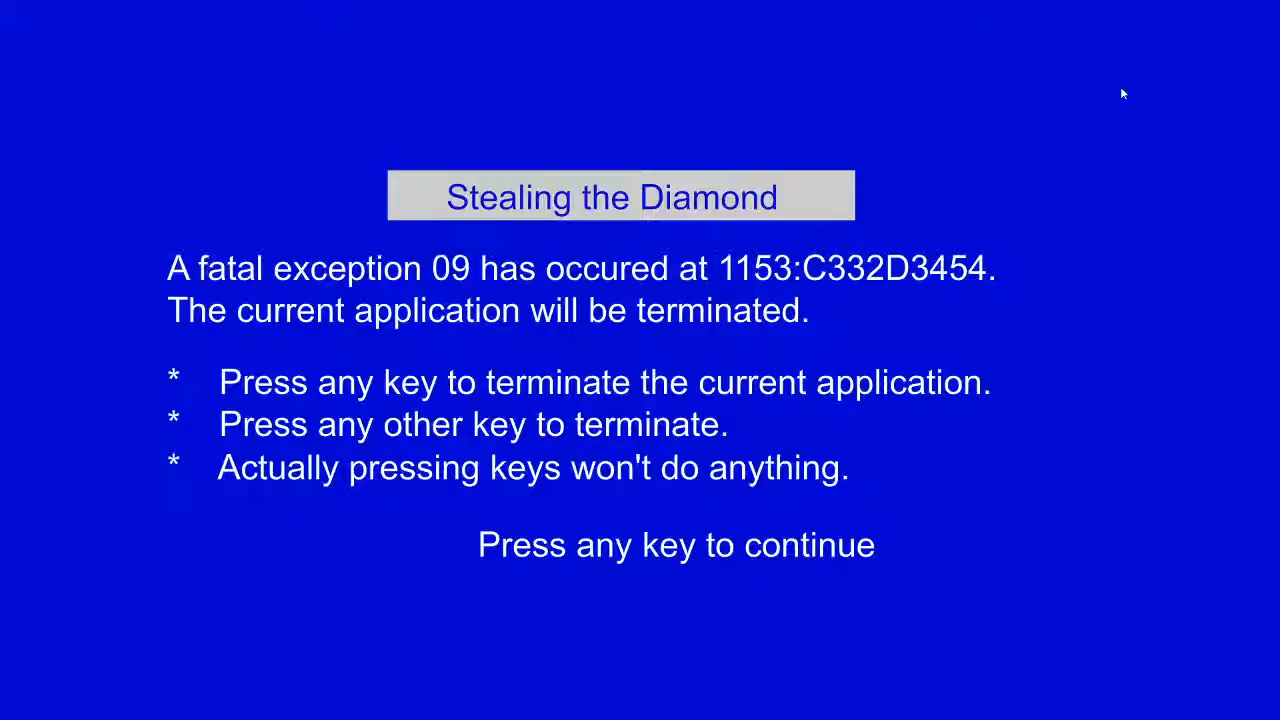 Stealing the Diamond
A fatal exception 09 has occured at 1153:C332D3454.
The current application will be terminated.
* Press any key to terminate the current application.
* Press any other key to terminate.
* Actually pressing keys won't do anything.
Press any key to continue